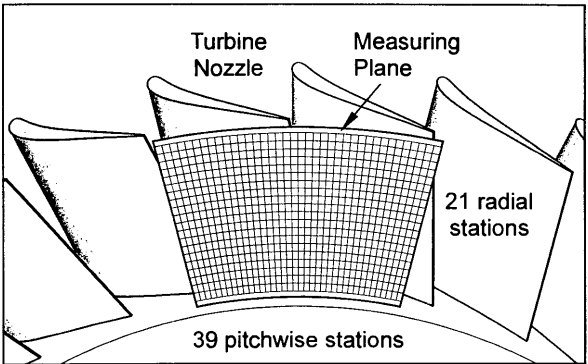 Turbine
Nozzle
Measuring
Plane
21 radial
stations
39 pitchwise stations